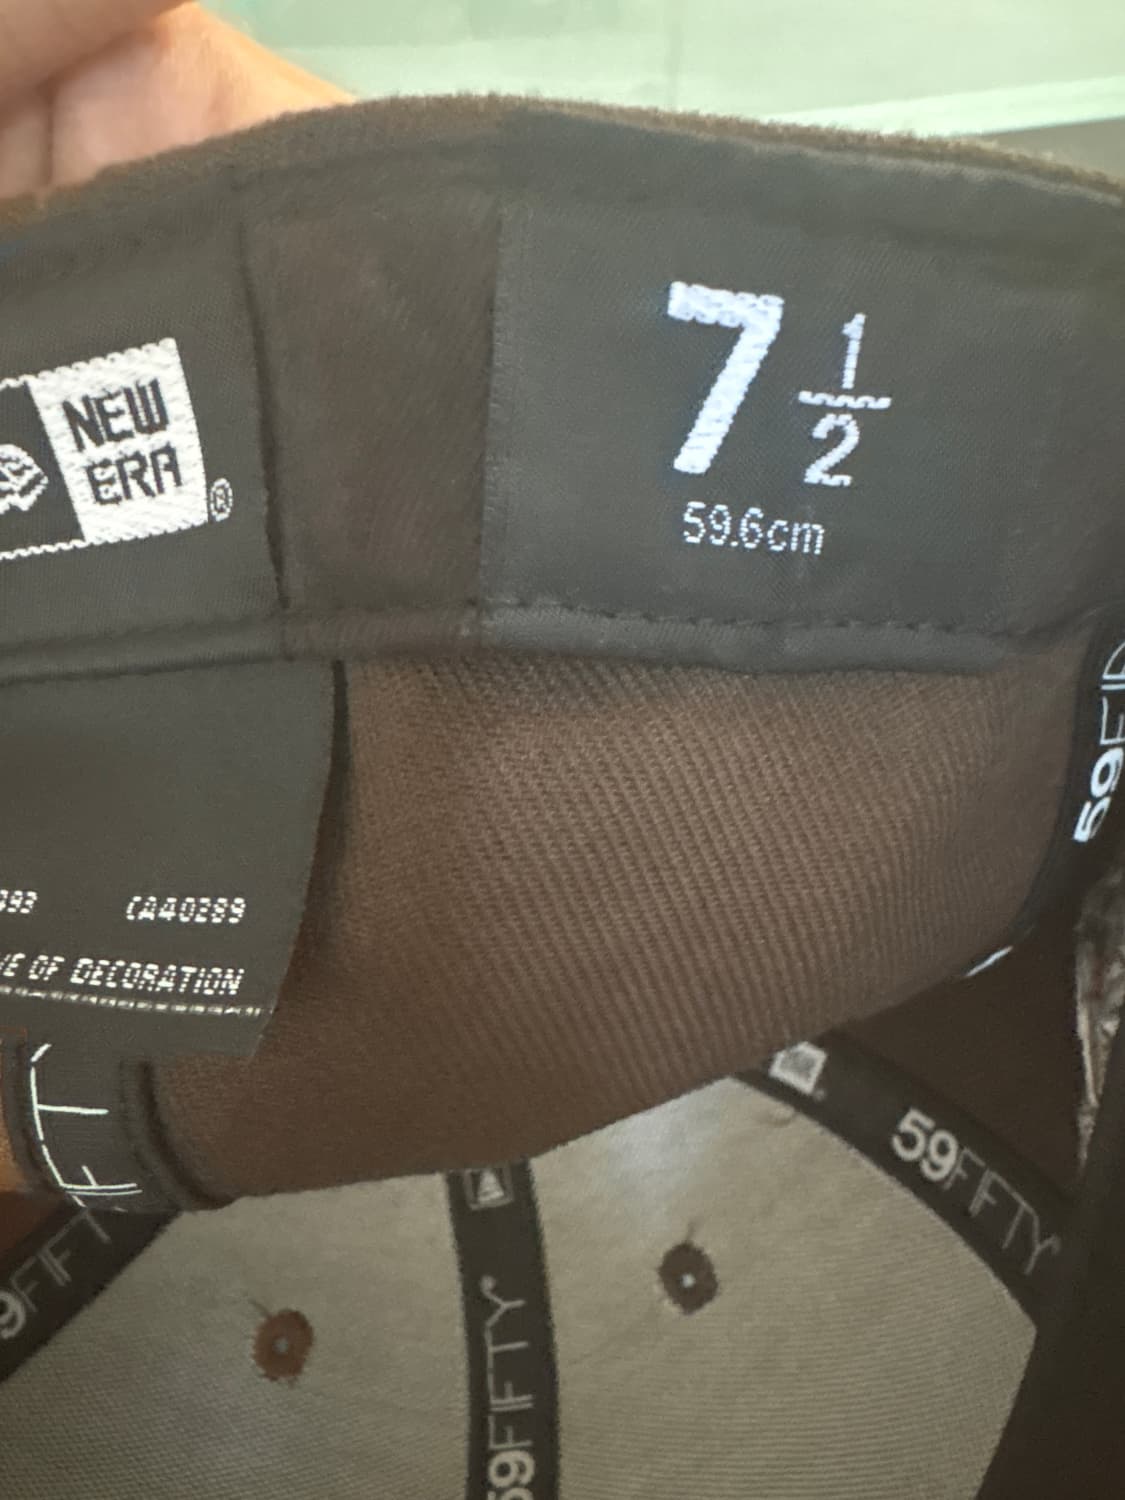 NEW
ERA
®
7 1/2
59.6cm
CA40289
OF DECORATION
59FIFTY
59FIFTY
59FIFTY